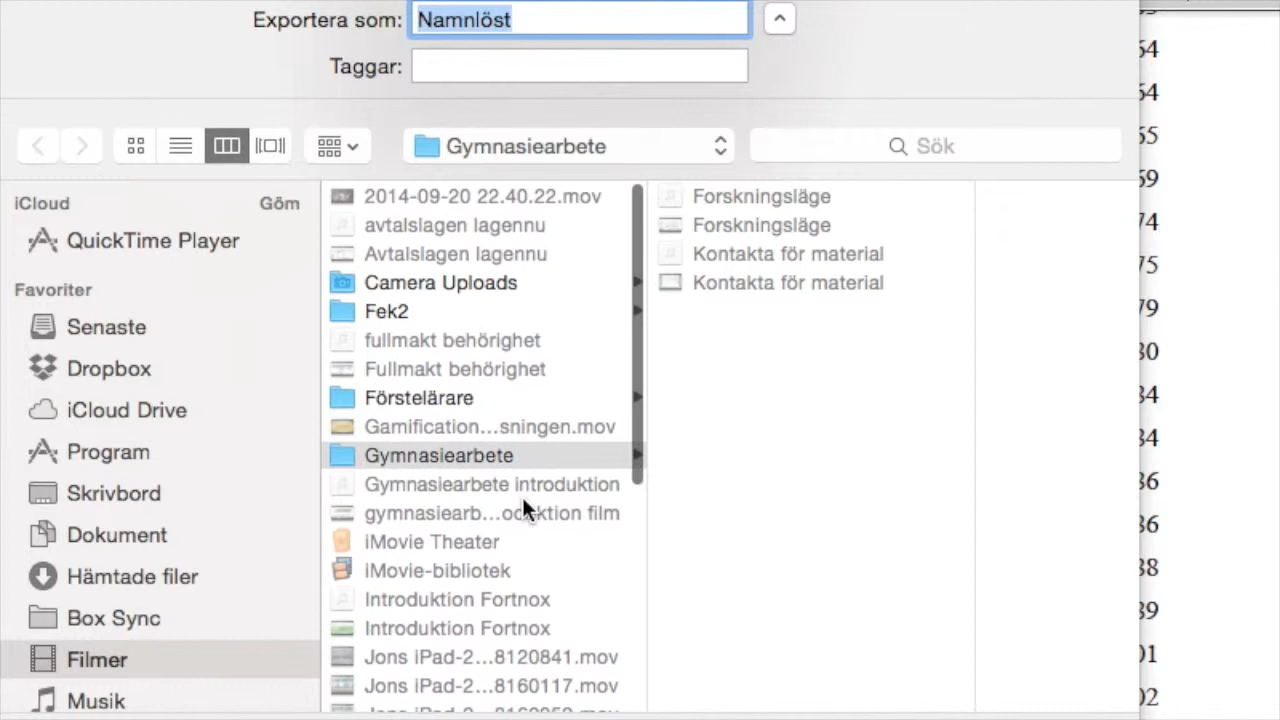 Exportera som: Namnlöst
Taggar:
Gymnasiearbete
Sök
iCloud Göm
QuickTime Player
Favoriter
Senaste
Dropbox
iCloud Drive
Program
Skrivbord
Dokument
Hämtade filer
Box Sync
Filmer
Musik
2014-09-20 22.40.22.mov
avtalslagen lagennu
Avtalslagen lagennu
Camera Uploads
Fek2
fullmakt behörighet
Fullmakt behörighet
Förstelärare
Gamification...sningen.mov
Gymnasiearbete
Gymnasiearbete introduktion
iMovie Theater
iMovie-bibliotek
Introduktion Fortnox
Introduktion Fortnox
Jons iPad-2...8120841.mov
Jons iPad-2...8160117.mov
Forskningsläge
Forskningsläge
Kontakta för material
Kontakta för material